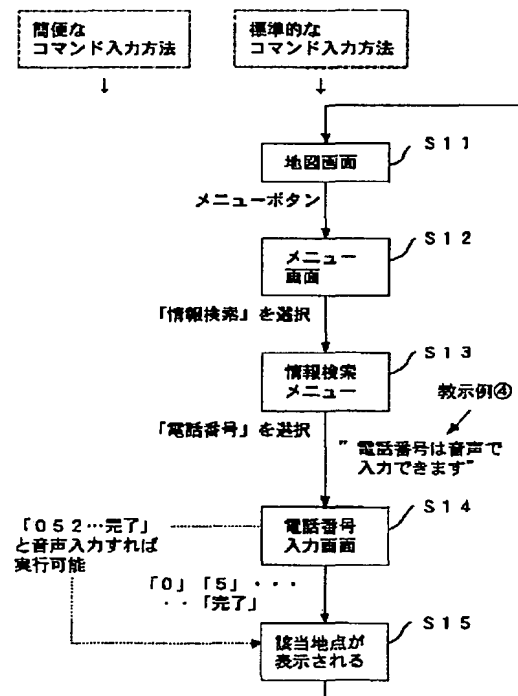 簡便な
コマンド入力方法
標準的な
コマンド入力方法
↓
↓
S11
地図画面
メニューボタン
S12
メニュー
画面
「情報検索」を選択
S13
情報検索
メニュー
教示例④
「電話番号」を選択
"電話番号は音声で
入力できます"
S14
「052…完了」
と音声入力すれば
実行可能
電話番号
入力画面
「0」「5」・・・
・・「完了」
S15
該当地点が
表示される